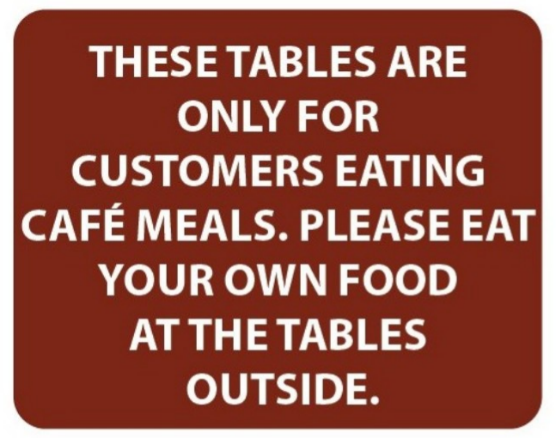 THESE TABLES ARE
ONLY FOR
CUSTOMERS EATING
CAFÉ MEALS. PLEASE EAT
YOUR OWN FOOD
AT THE TABLES
OUTSIDE.